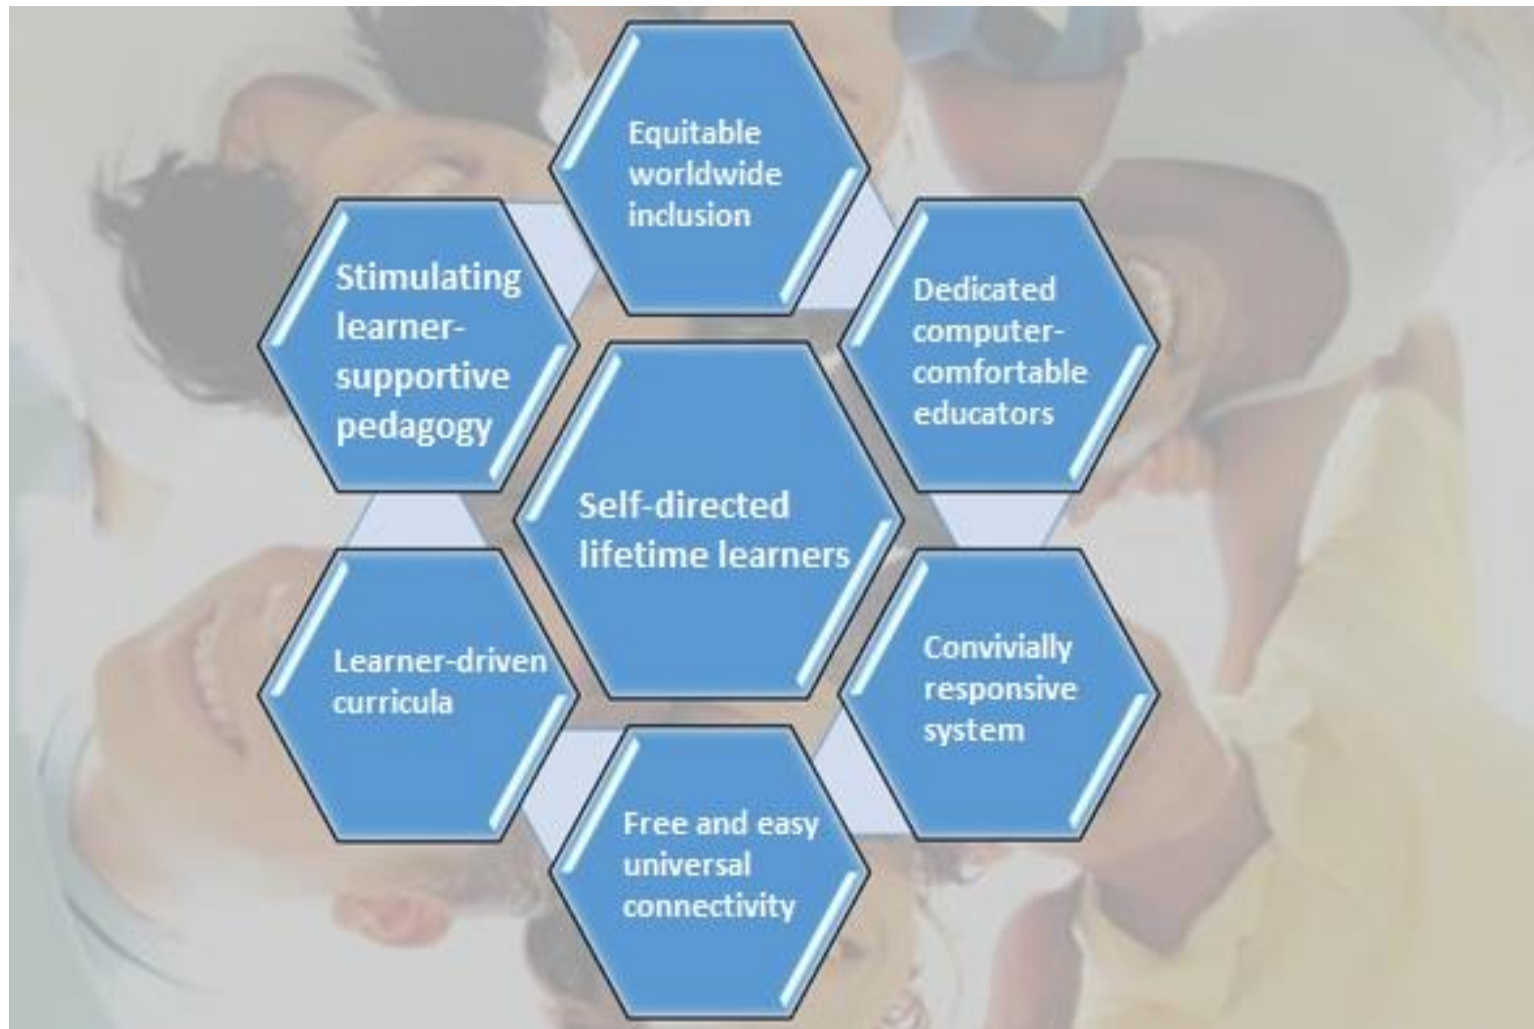 Equitable
worldwide
inclusion
Stimulating
learner-
supportive
pedagogy
Dedicated
computer-
comfortable
educators
Self-directed
lifetime learners
Learner-driven
curricula
Convivially
responsive
system
Free and easy
universal
connectivity